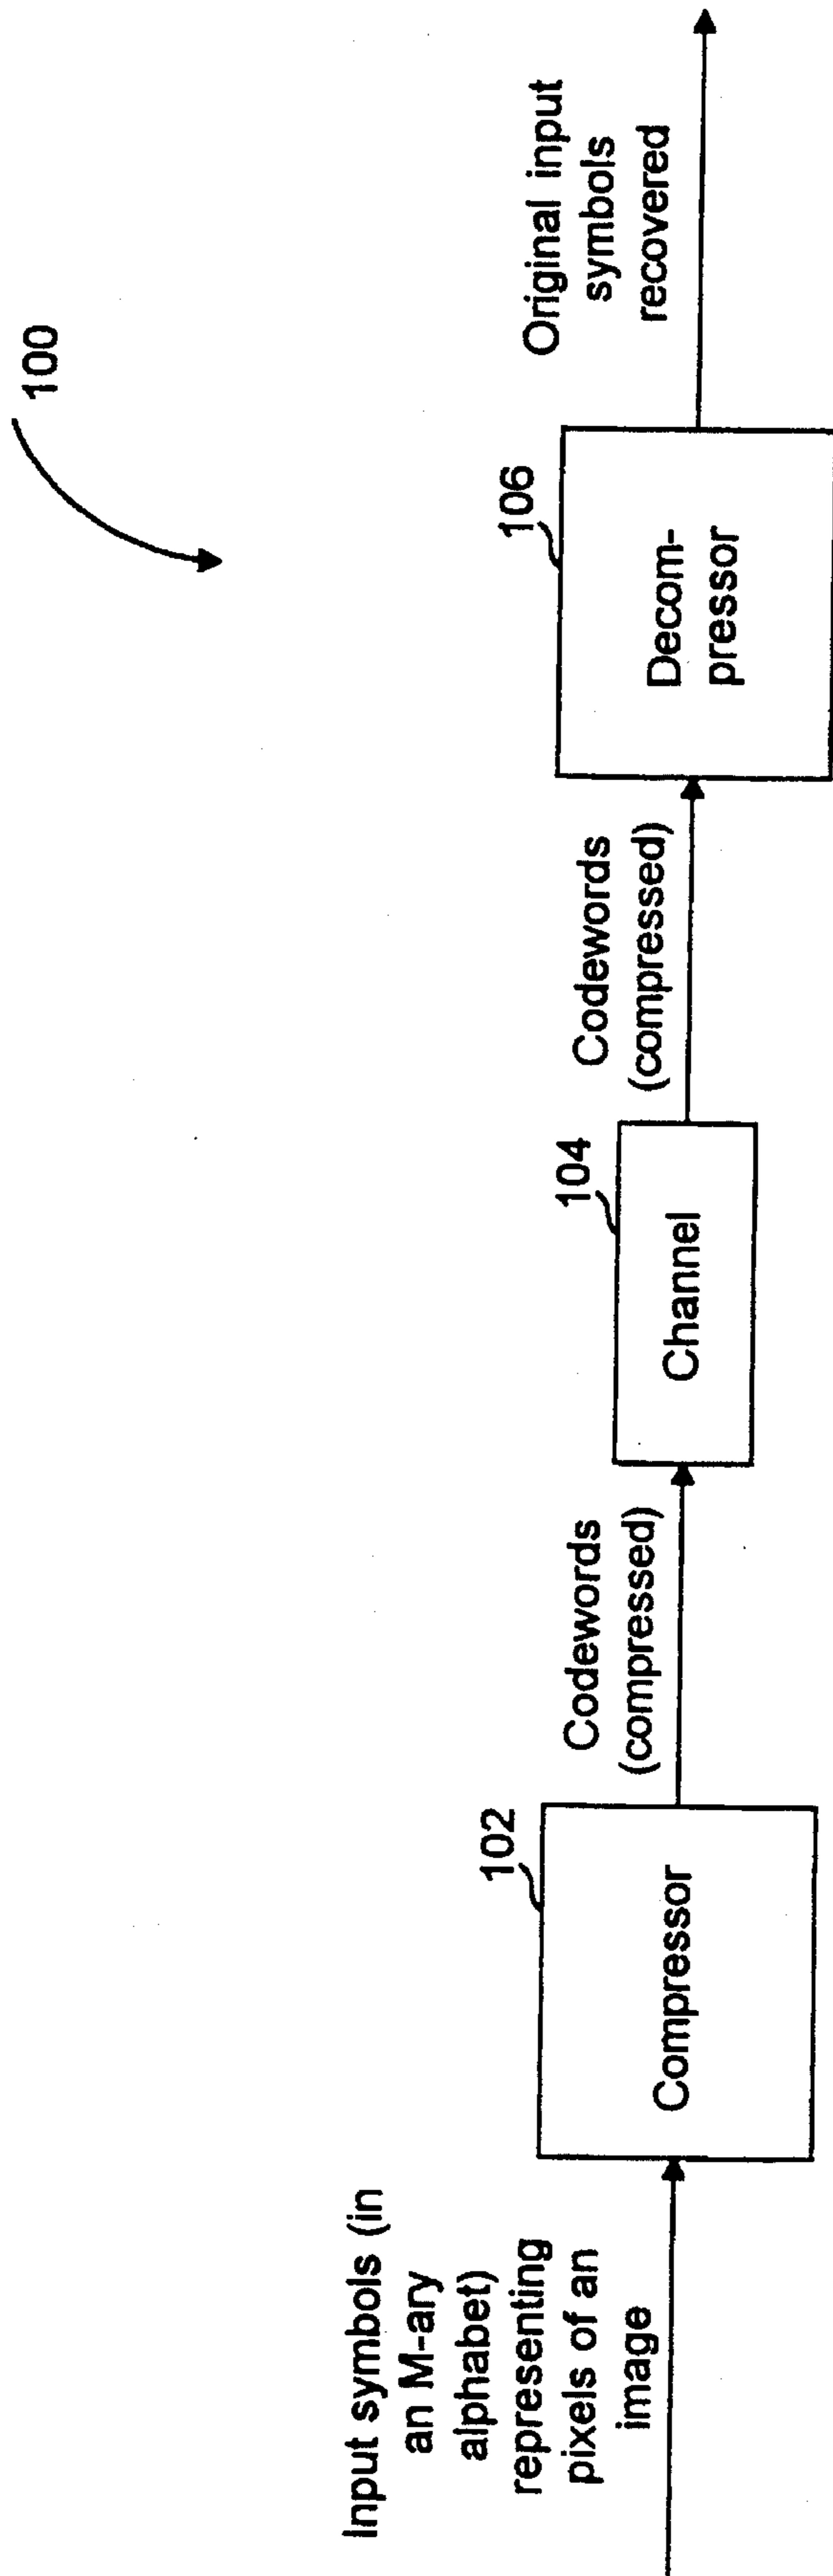 100
Input symbols (in
an M-ary
alphabet)
representing
pixels of an
image
102
Compressor
Codewords
(compressed)
104
Channel
Codewords
(compressed)
106
Decom-
pressor
Original input
symbols
recovered